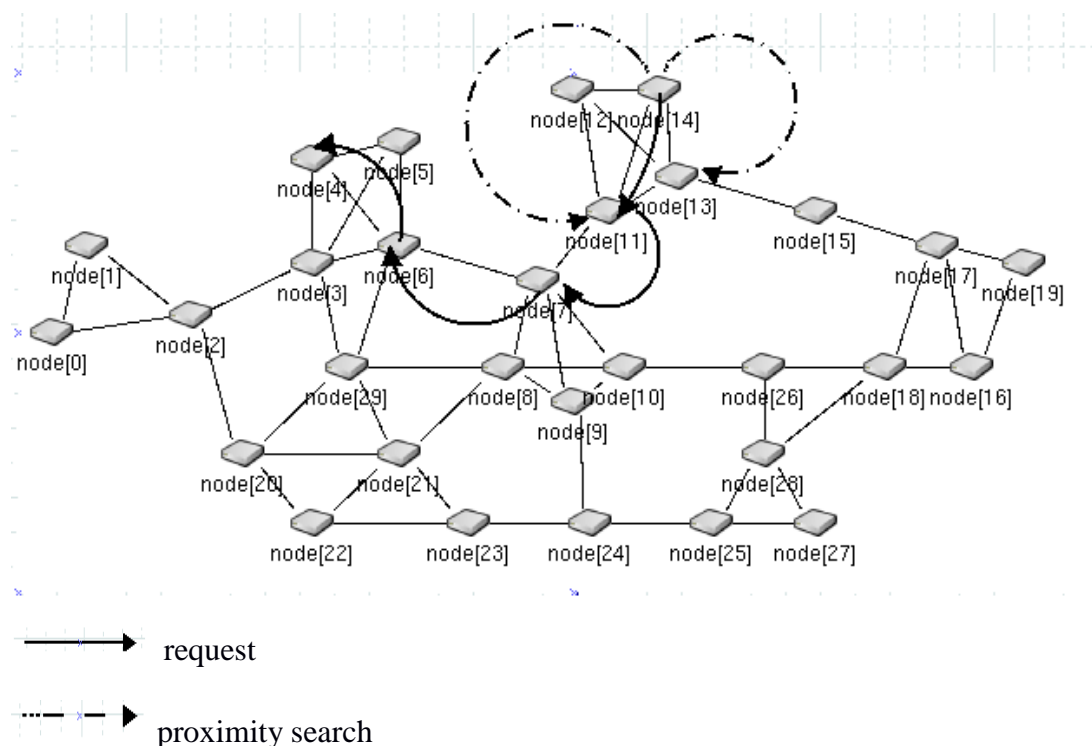 node[12]
node[14]
node[5]
node[4]
node[13]
node[11]
node[15]
node[1]
node[6]
node[17]
node[3]
node[19]
node[7]
node[2]
node[0]
node[29]
node[8]
node[10]
node[26]
node[18]
node[16]
node[9]
node[20]
node[21]
node[28]
node[22]
node[23]
node[24]
node[25]
node[27]
request
proximity search